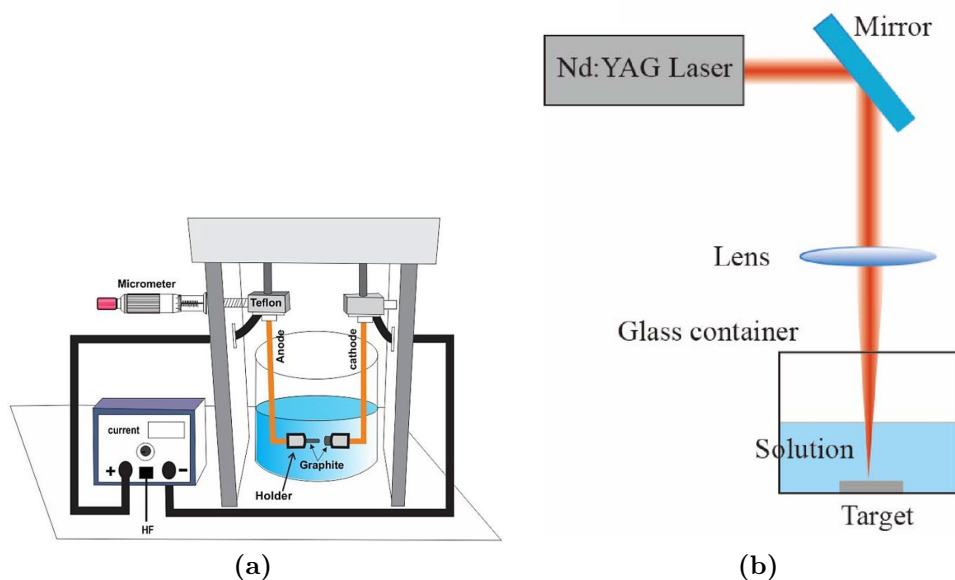 Micrometer
Teflon
Anode
cathode
current
+
−
Graphite
Holder
HF
(a)
Mirror
Nd:YAG Laser
Lens
Glass container
Solution
Target
(b)